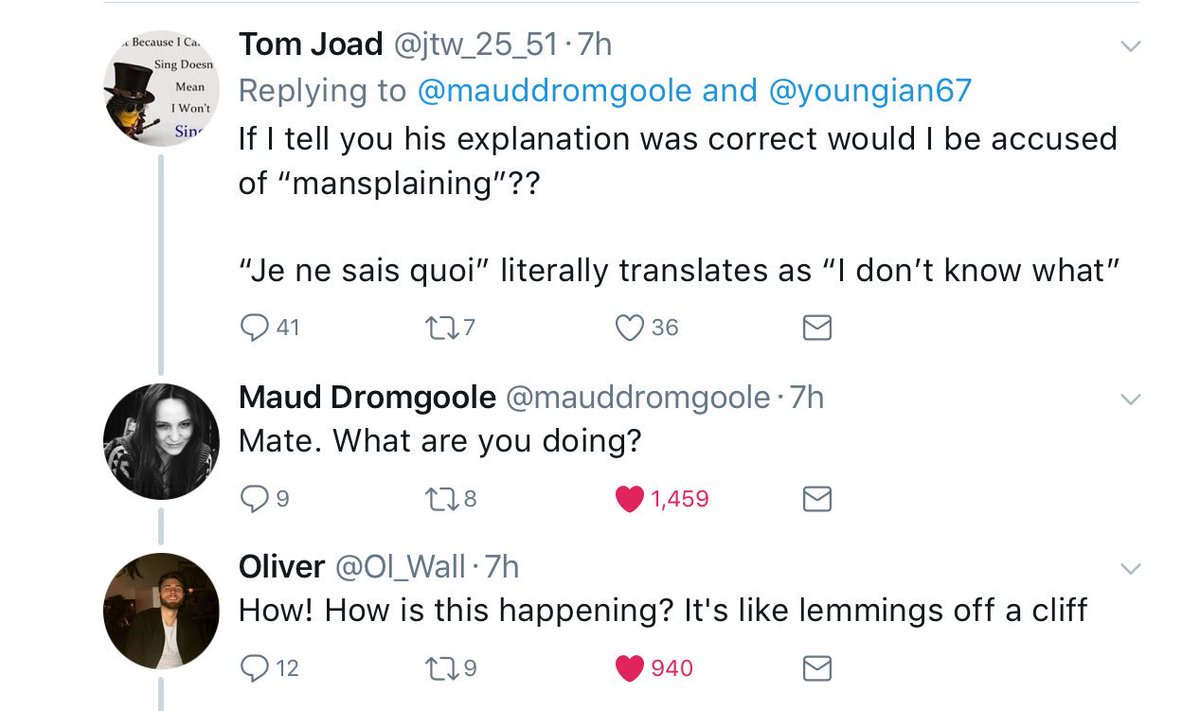 Because I Ca
Sing Doesn
Mean
I Won't
Sing
Tom Joad @jtw_25_51 · 7h
Replying to @mauddromgoole and @youngian67
If I tell you his explanation was correct would I be accused
of “mansplaining”??
“Je ne sais quoi” literally translates as “I don’t know what”
41 7 36
Maud Dromgoole @mauddromgoole · 7h
Mate. What are you doing?
9 8 1,459
Oliver @Ol_Wall · 7h
How! How is this happening? It's like lemmings off a cliff
12 9 940